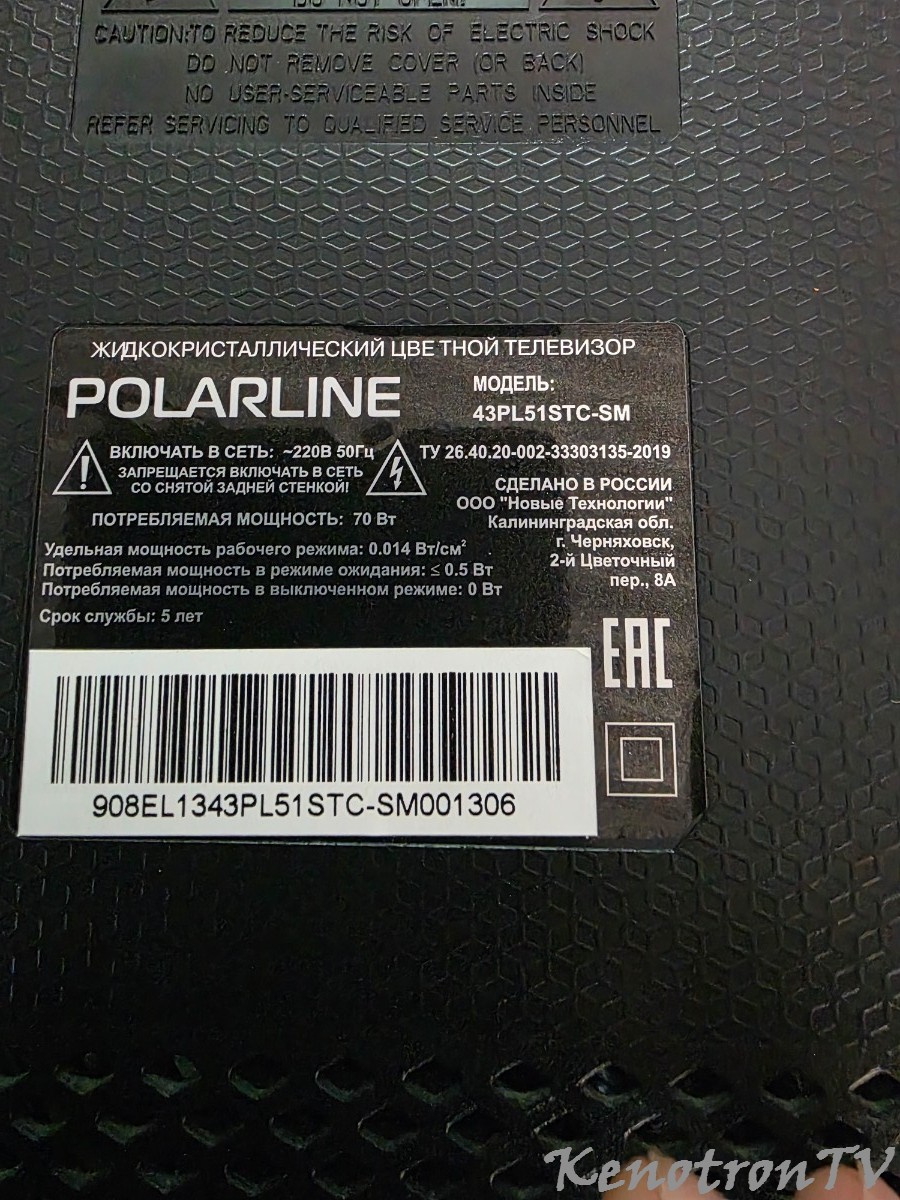 DO NOT OPEN!
CAUTION:TO REDUCE THE RISK OF ELECTRIC SHOCK
DO NOT REMOVE COVER (OR BACK)
NO USER-SERVICEABLE PARTS INSIDE
REFER SERVICING TO QUALIFIED SERVICE PERSONNEL
ЖИДКОКРИСТАЛЛИЧЕСКИЙ ЦВЕТНОЙ ТЕЛЕВИЗОР
POLARLINE
МОДЕЛЬ:
43PL51STC-SM
ВКЛЮЧАТЬ В СЕТЬ: ~220В 50Гц
ЗАПРЕЩАЕТСЯ ВКЛЮЧАТЬ В СЕТЬ
СО СНЯТОЙ ЗАДНЕЙ СТЕНКОЙ!
ТУ 26.40.20-002-33303135-2019
СДЕЛАНО В РОССИИ
ООО "Новые Технологии"
Калининградская обл.
г. Черняховск,
2-й Цветочный
пер., 8А
ПОТРЕБЛЯЕМАЯ МОЩНОСТЬ: 70 Вт
Удельная мощность рабочего режима: 0.014 Вт/см²
Потребляемая мощность в режиме ожидания: ≤ 0.5 Вт
Потребляемая мощность в выключенном режиме: 0 Вт
Срок службы: 5 лет
EAC
908EL1343PL51STC-SM001306
KenotronTV